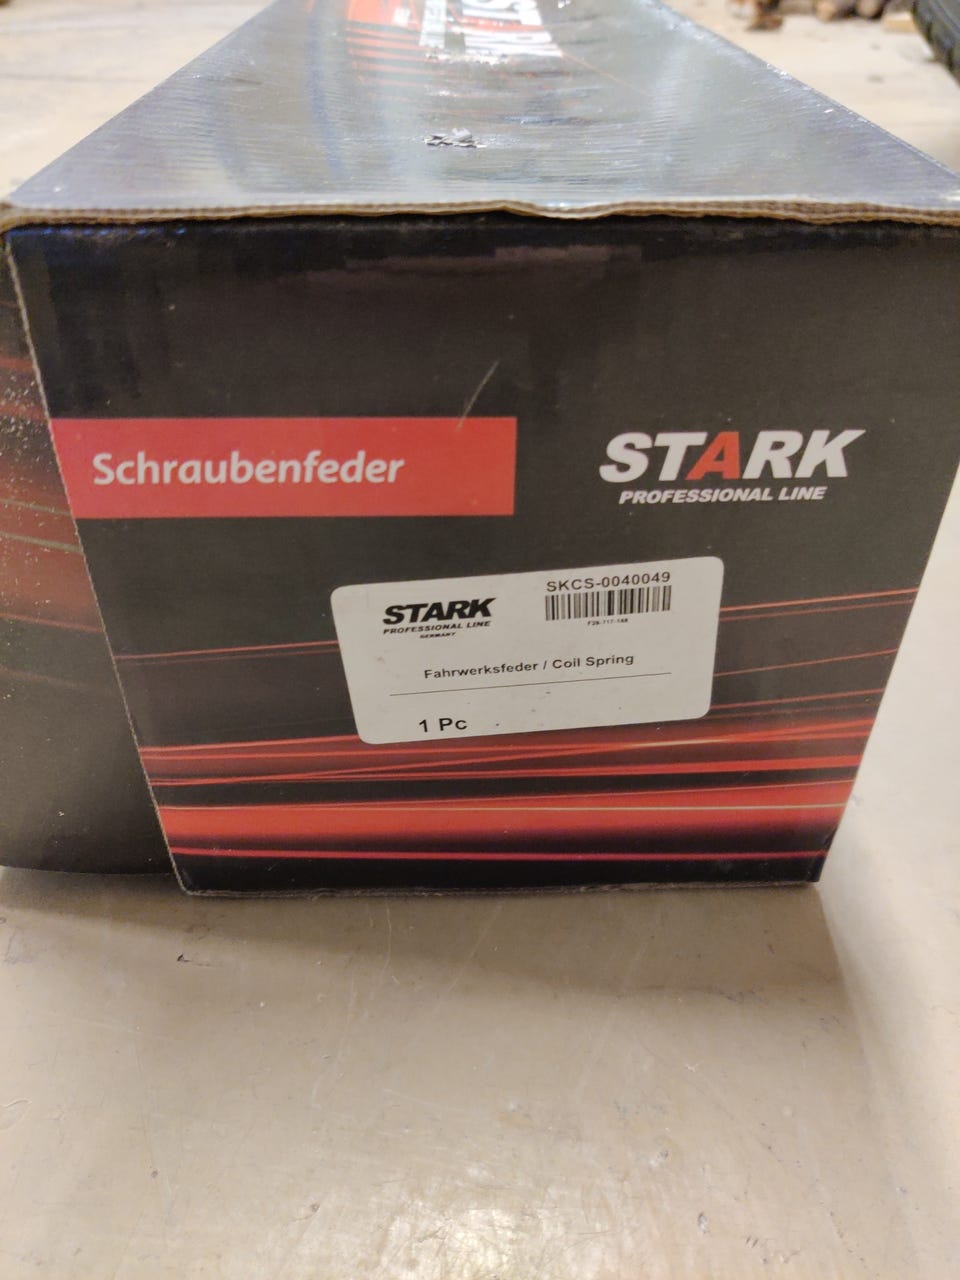 Schraubenfeder
STARK
PROFESSIONAL LINE
SKCS-0040049
STARK
PROFESSIONAL LINE
GERMANY
Fahrwerksfeder / Coil Spring
1 Pc